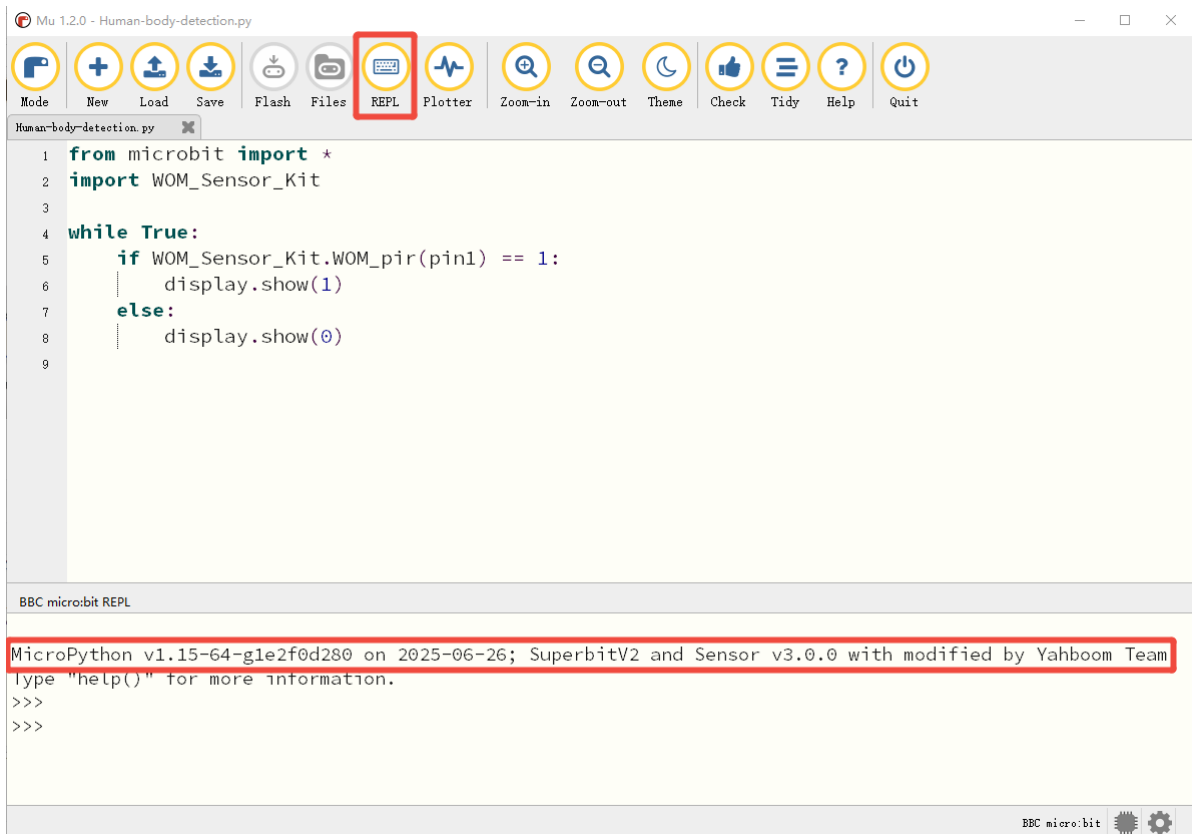 Mu 1.2.0 - Human-body-detection.py
Mode New Load Save Flash Files REPL Plotter Zoom-in Zoom-out Theme Check Tidy Help Quit
Human-body-detection.py
1 from microbit import *
2 import WOM_Sensor_Kit
3
4 while True:
5     if WOM_Sensor_Kit.WOM_pir(pin1) == 1:
6         display.show(1)
7     else:
8         display.show(0)
9
BBC micro:bit REPL
MicroPython v1.15-64-g1e2f0d280 on 2025-06-26; SuperbitV2 and Sensor v3.0.0 with modified by Yahboom Team
Type "help()" for more information.
>>>
>>>
BBC micro:bit